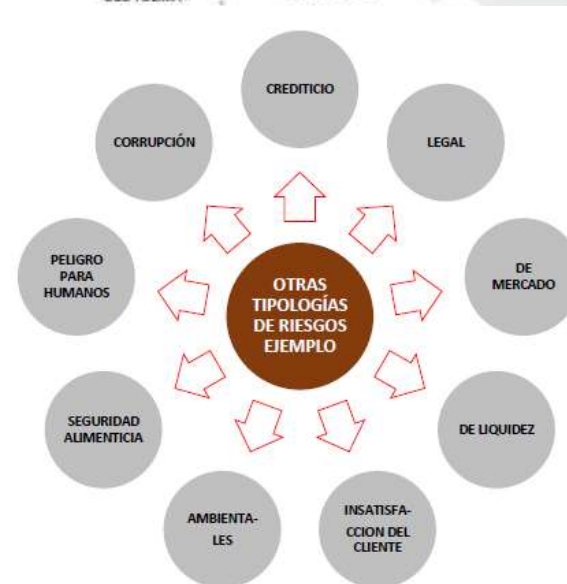 CREDITICIO
LEGAL
DE
MERCADO
DE LIQUIDEZ
INSATISFA-
CCION DEL
CLIENTE
AMBIENTA-
LES
SEGURIDAD
ALIMENTICIA
PELIGRO
PARA
HUMANOS
CORRUPCIÓN
OTRAS
TIPOLOGÍAS
DE RIESGOS
EJEMPLO